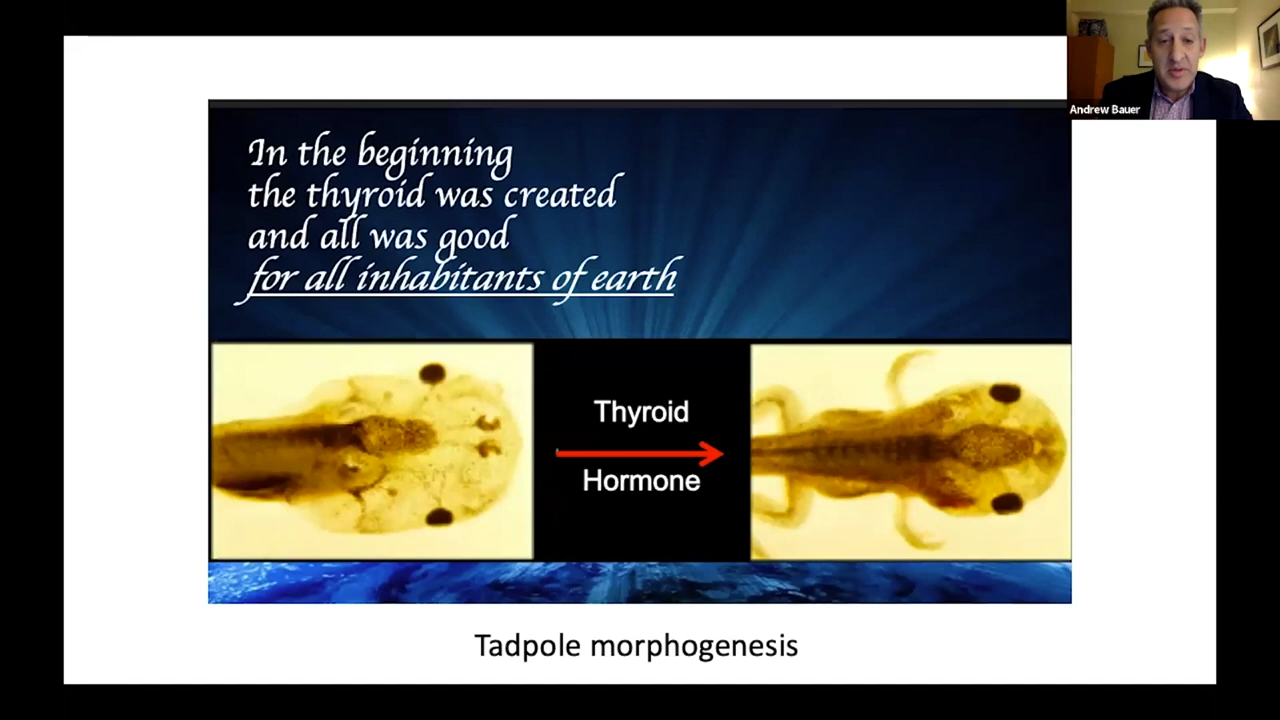 Andrew Bauer
In the beginning
the thyroid was created
and all was good
for all inhabitants of earth
Thyroid
Hormone
Tadpole morphogenesis